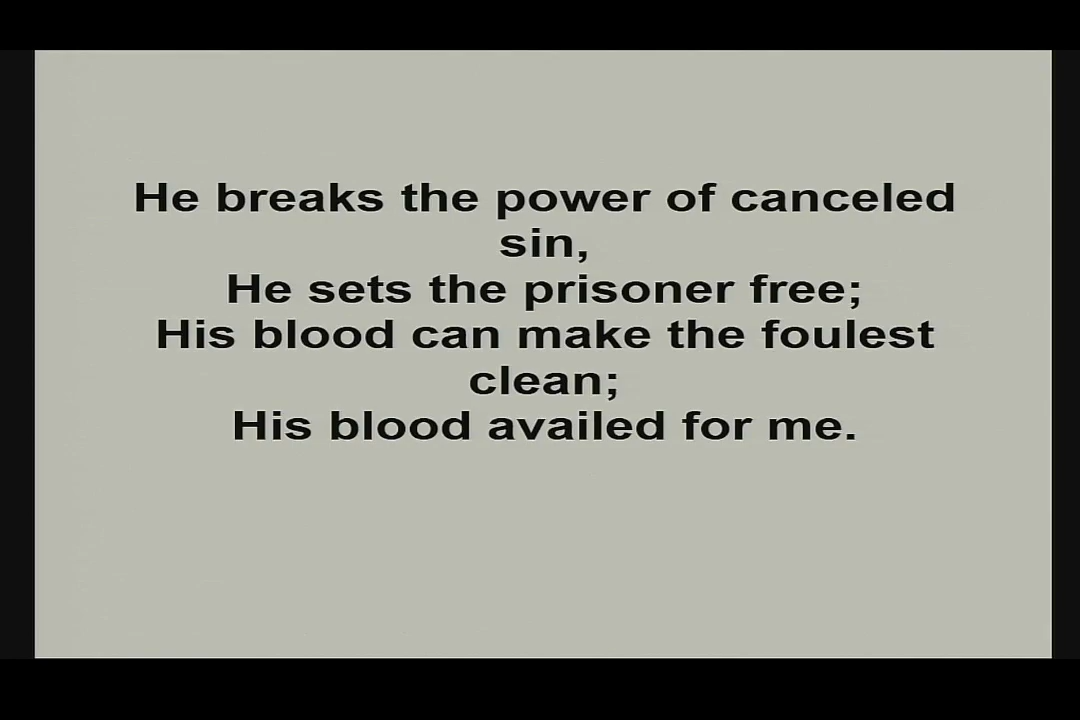 He breaks the power of canceled
sin,
He sets the prisoner free;
His blood can make the foulest
clean;
His blood availed for me.